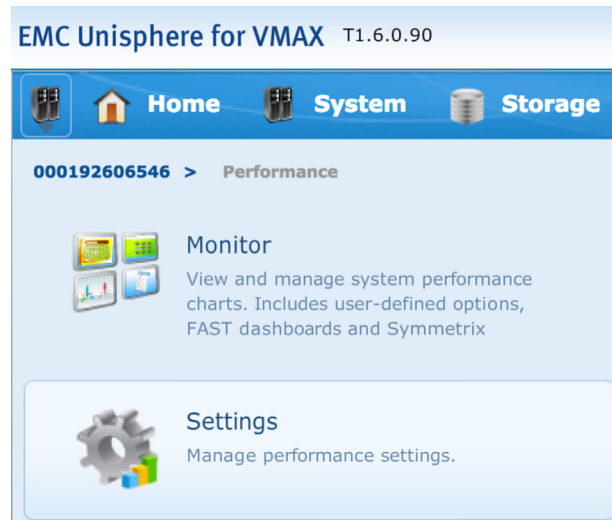 EMC Unisphere for VMAX T1.6.0.90
Home System Storage
000192606546 > Performance
Monitor
View and manage system performance
charts. Includes user-defined options,
FAST dashboards and Symmetrix
Settings
Manage performance settings.